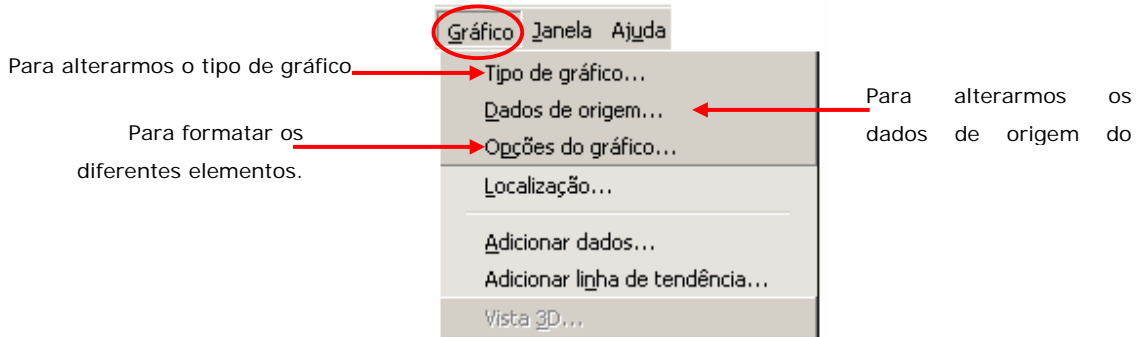 Gráfico Janela Ajuda
Para alterarmos o tipo de gráfico
Tipo de gráfico...
Para alterarmos os
dados de origem do
Dados de origem...
Para formatar os
diferentes elementos.
Opções do gráfico...
Localização...
Adicionar dados...
Adicionar linha de tendência...
Vista 3D...